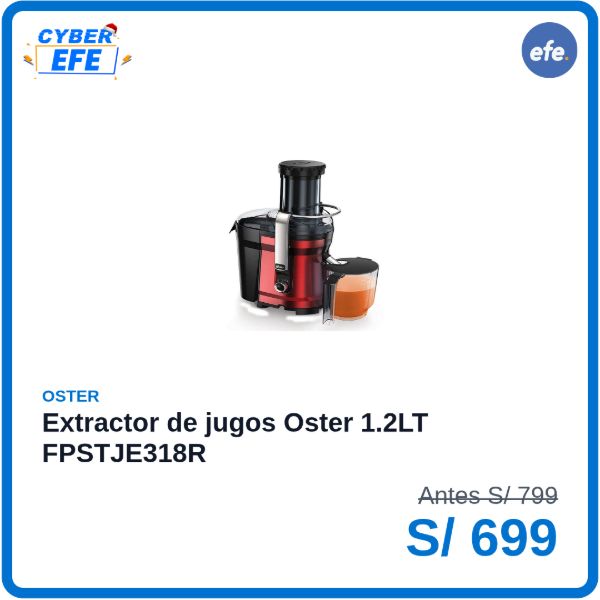 CYBER
EFE
efe.
OSTER
Extractor de jugos Oster 1.2LT
FPSTJE318R
Antes S/ 799
S/ 699